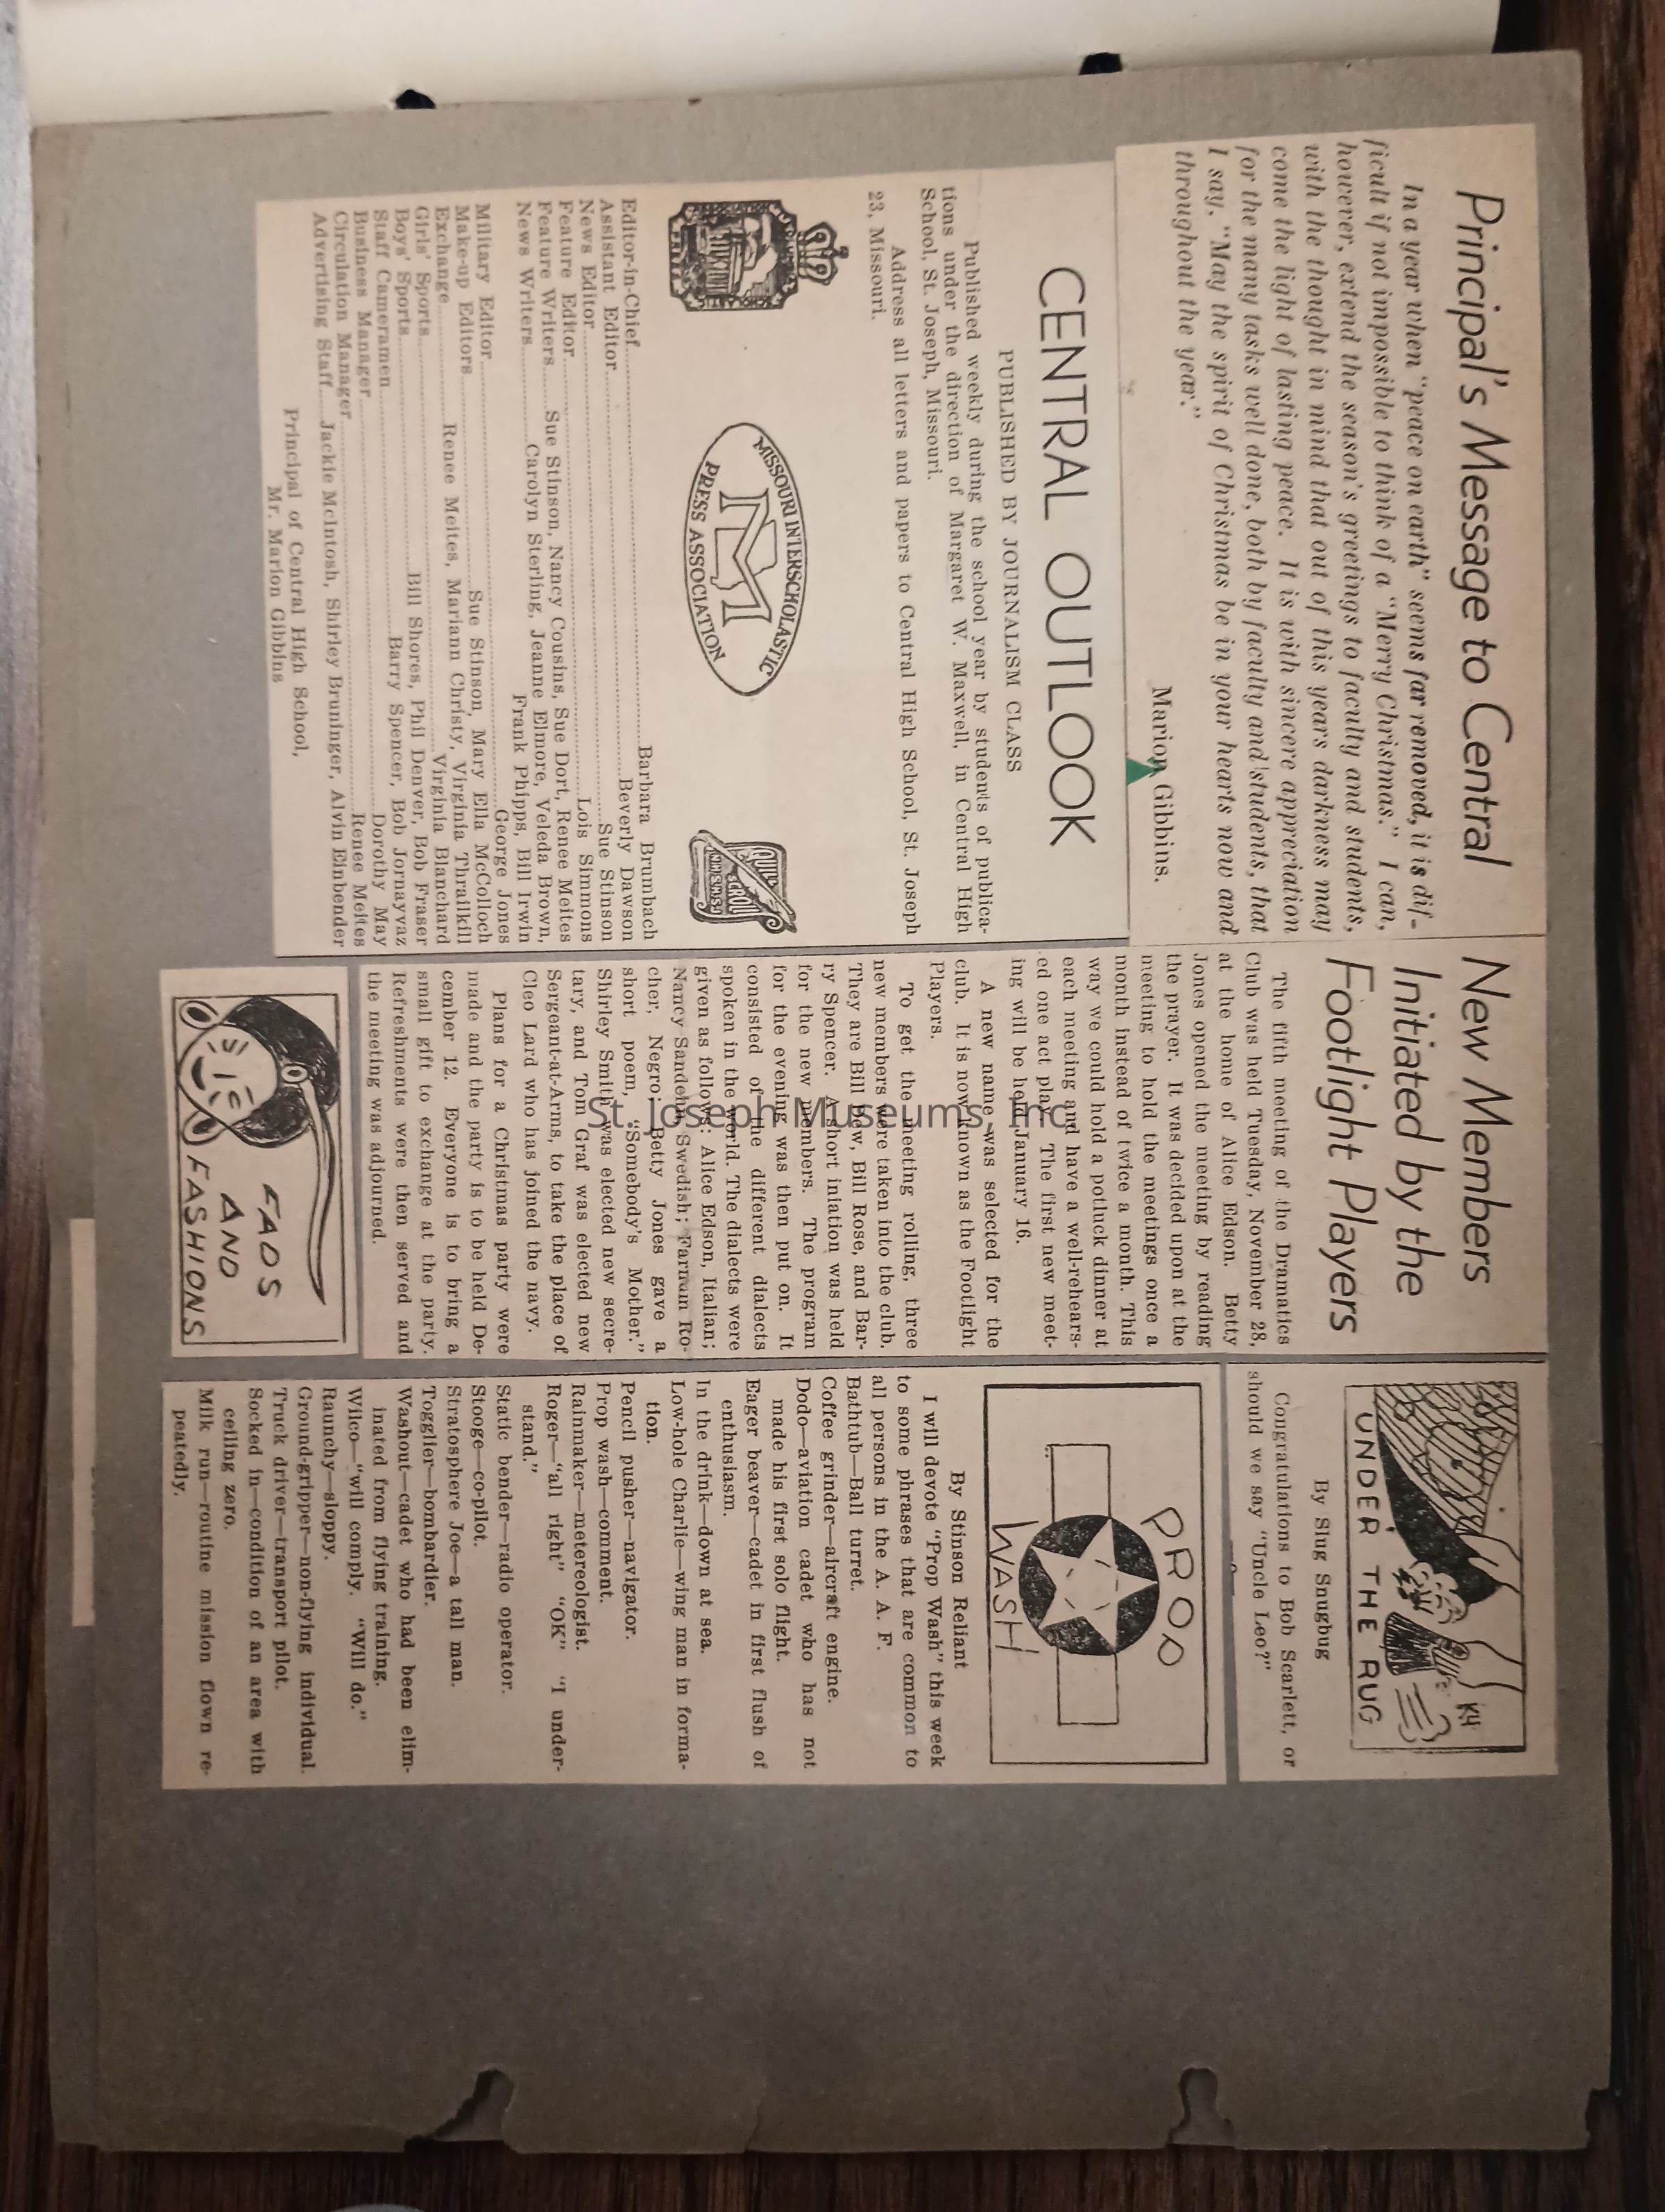 Principal's Message to Central
In a year when "peace on earth" seems far removed, it is dif-
ficult if not impossible to think of a "Merry Christmas." I can,
however, extend the season's greetings to faculty and students,
with the thought in mind that out of this years darkness may
come the light of lasting peace. It is with sincere appreciation
for the many tasks well done, both by faculty and students, that
I say, "May the spirit of Christmas be in your hearts now and
throughout the year."
Marion Gibbins.
CENTRAL OUTLOOK
PUBLISHED BY JOURNALISM CLASS
Published weekly during the school year by students of publica-
tions under the direction of Margaret W. Maxwell, in Central High
School, St. Joseph, Missouri.
Address all letters and papers to Central High School, St. Joseph
23, Missouri.
MISSOURI INTERSCHOLASTIC
PRESS ASSOCIATION
QUILL
SCROLL
Editor-in-Chief Barbara Brumbach
Assistant Editor Beverly Dawson
News Editor Sue Stinson
Feature Editor Lois Simmons
Feature Writers Sue Stinson, Nancy Cousins, Sue Dort, Renee Meites
News Writers Carolyn Sterling, Jeanne Elmore, Veleda Brown,
Frank Phipps, Bill Irwin
Military Editor George Jones
Make-up Editors Sue Stinson, Mary Ella McColloch
Exchange Renee Meites, Mariann Christy, Virginia Thrailkill
Girls' Sports Virginia Blanchard
Boys' Sports Bill Shores, Phil Denver, Bob Fraser
Staff Cameramen Barry Spencer, Bob Jornayvaz
Business Manager Dorothy May
Circulation Manager Renee Meites
Advertising Staff Jackie McIntosh, Shirley Bruninger, Alvin Einbender
Principal of Central High School,
Mr. Marion Gibbins
New Members
Initiated by the
Footlight Players
The fifth meeting of the Dramatics
Club was held Tuesday, November 28,
at the home of Alice Edson. Betty
Jones opened the meeting by reading
the prayer. It was decided upon at the
meeting to hold the meetings once a
month instead of twice a month. This
way we could hold a potluck dinner at
each meeting and have a well-rehears-
ed one act play. The first new meet-
ing will be held January 16.
A new name was selected for the
club. It is now known as the Footlight
Players.
To get the meeting rolling, three
new members were taken into the club.
They are Bill Dow, Bill Rose, and Bar-
ry Spencer. A short iniation was held
for the new members. The program
for the evening was then put on. It
consisted of the different dialects
spoken in the world. The dialects were
given as follows: Alice Edson, Italian;
Nancy Sandehn, Swedish; Farnum Ro-
cher, Negro; Betty Jones gave a
short poem, "Somebody's Mother."
Shirley Smith was elected new secre-
tary, and Tom Graf was elected new
Sergeant-at-Arms, to take the place of
Cleo Lard who has joined the navy.
Plans for a Christmas party were
made and the party is to be held De-
cember 12. Everyone is to bring a
small gift to exchange at the party.
Refreshments were then served and
the meeting was adjourned.
FADS
AND
FASHIONS
UNDER THE RUG
KH
By Slug Snugbug
Congratulations to Bob Scarlett, or
should we say "Uncle Leo?"
PROP
WASH
By Stinson Reliant
I will devote "Prop Wash" this week
to some phrases that are common to
all persons in the A. A. F.
Bathtub—Ball turret.
Coffee grinder—aircraft engine.
Dodo—aviation cadet who has not
made his first solo flight.
Eager beaver—cadet in first flush of
enthusiasm.
In the drink—down at sea.
Low-hole Charlie—wing man in forma-
tion.
Pencil pusher—navigator.
Prop wash—comment.
Rainmaker—metereologist.
Roger—"all right" "OK" "I under-
stand."
Static bender—radio operator.
Stooge—co-pilot.
Stratosphere Joe—a tall man.
Togglier—bombardier.
Washout—cadet who had been elim-
inated from flying training.
Wilco—"will comply. "Will do."
Raunchy—sloppy.
Ground-gripper—non-flying individual.
Truck driver—transport pilot.
Socked in—condition of an area with
ceiling zero.
Milk run—routine mission flown re-
peatedly.
St. Joseph Museums, Inc